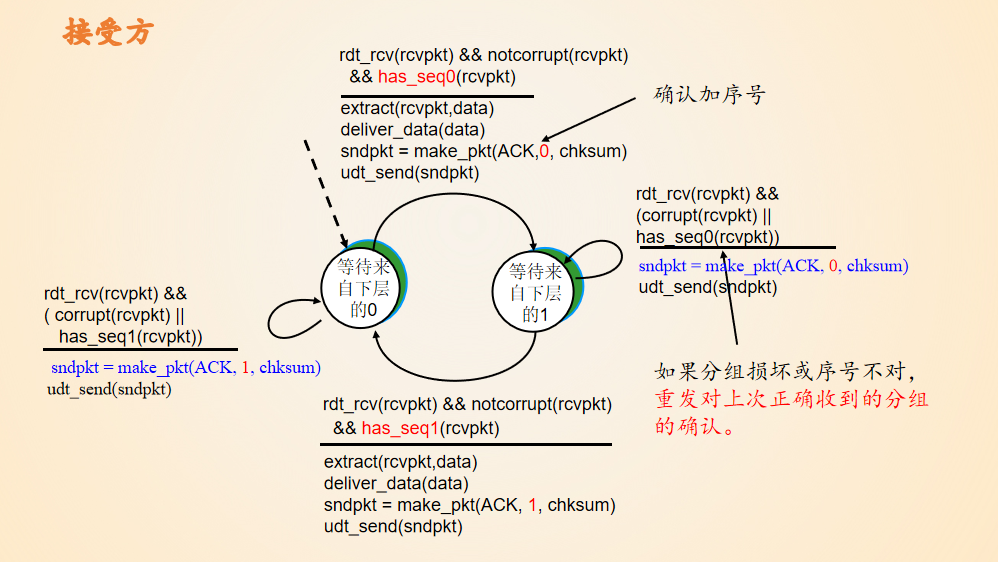 接受方
rdt_rcv(rcvpkt) && notcorrupt(rcvpkt)
&& has_seq0(rcvpkt)
extract(rcvpkt,data)
deliver_data(data)
sndpkt = make_pkt(ACK,0, chksum)
udt_send(sndpkt)
确认加序号
rdt_rcv(rcvpkt) &&
(corrupt(rcvpkt) ||
has_seq0(rcvpkt))
sndpkt = make_pkt(ACK, 0, chksum)
udt_send(sndpkt)
等待来
自下层
的0
等待来
自下层
的1
rdt_rcv(rcvpkt) &&
( corrupt(rcvpkt) ||
has_seq1(rcvpkt))
sndpkt = make_pkt(ACK, 1, chksum)
udt_send(sndpkt)
如果分组损坏或序号不对，
重发对上次正确收到的分组
的确认。
rdt_rcv(rcvpkt) && notcorrupt(rcvpkt)
&& has_seq1(rcvpkt)
extract(rcvpkt,data)
deliver_data(data)
sndpkt = make_pkt(ACK, 1, chksum)
udt_send(sndpkt)